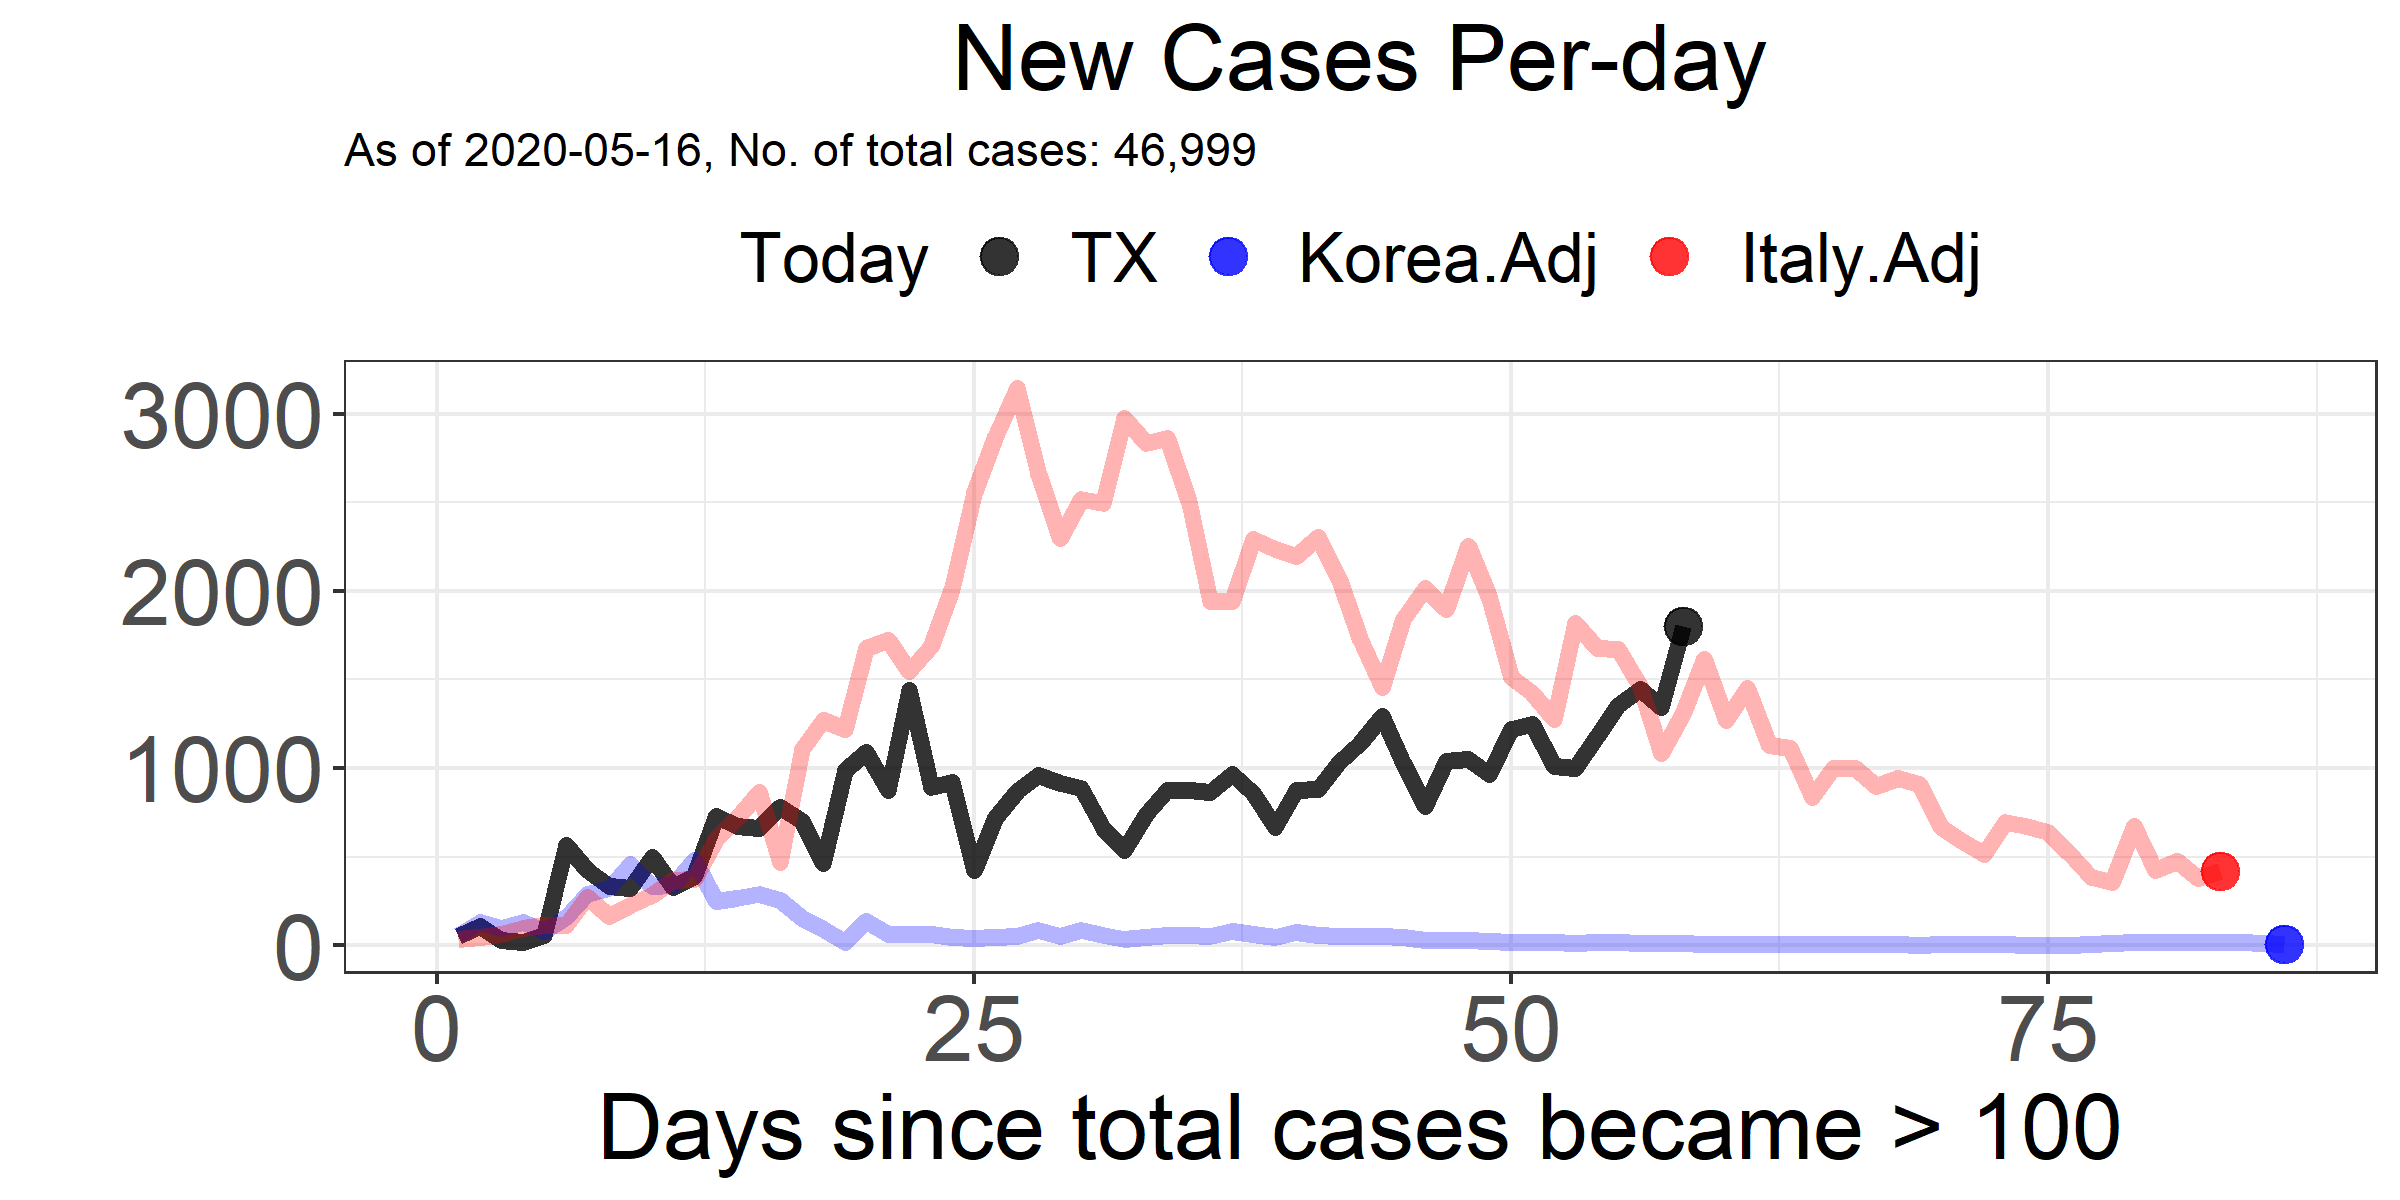 New Cases Per-day
As of 2020-05-16, No. of total cases: 46,999
Today TX Korea.Adj Italy.Adj
3000
2000
1000
0
0 25 50 75
Days since total cases became > 100